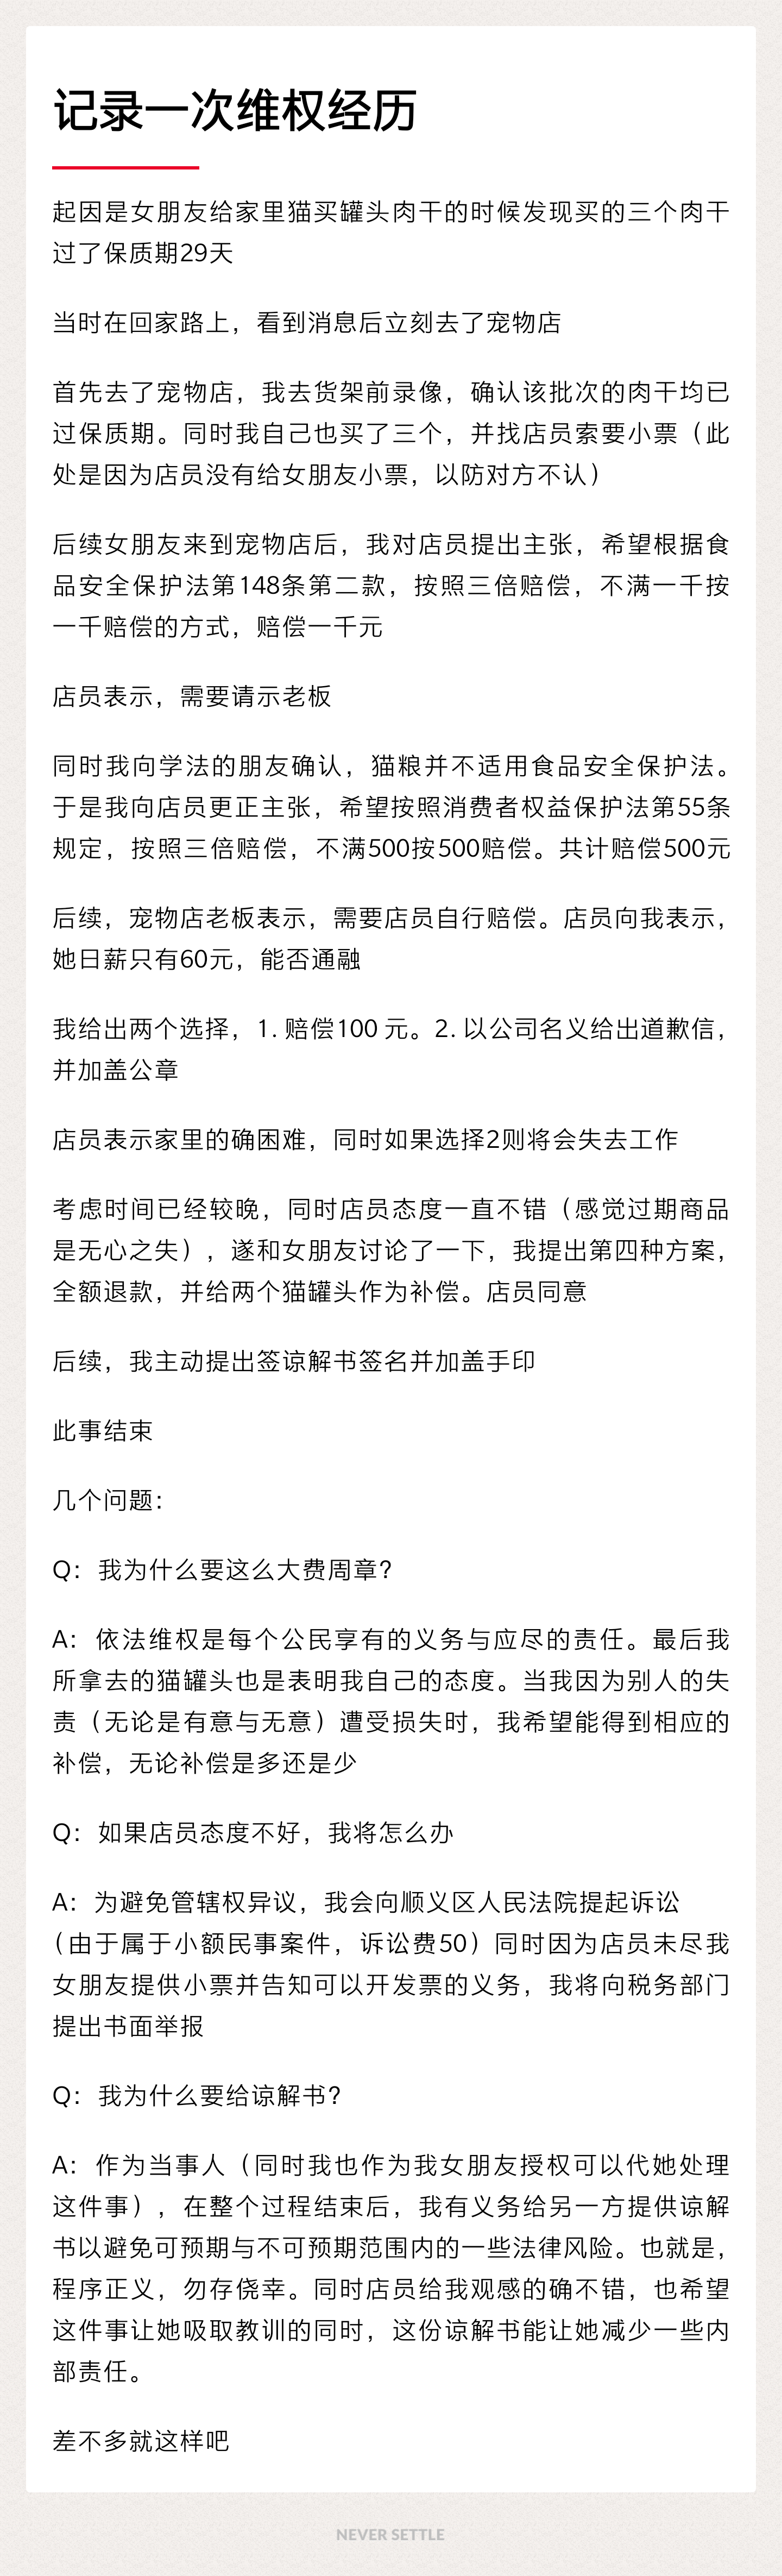 记录一次维权经历
起因是女朋友给家里猫买罐头肉干的时候发现买的三个肉干
过了保质期29天
当时在回家路上，看到消息后立刻去了宠物店
首先去了宠物店，我去货架前录像，确认该批次的肉干均已
过保质期。同时我自己也买了三个，并找店员索要小票（此
处是因为店员没有给女朋友小票，以防对方不认）
后续女朋友来到宠物店后，我对店员提出主张，希望根据食
品安全保护法第148条第二款，按照三倍赔偿，不满一千按
一千赔偿的方式，赔偿一千元
店员表示，需要请示老板
同时我向学法的朋友确认，猫粮并不适用食品安全保护法。
于是我向店员更正主张，希望按照消费者权益保护法第55条
规定，按照三倍赔偿，不满500按500赔偿。共计赔偿500元
后续，宠物店老板表示，需要店员自行赔偿。店员向我表示，
她日薪只有60元，能否通融
我给出两个选择，1. 赔偿100 元。2. 以公司名义给出道歉信，
并加盖公章
店员表示家里的确困难，同时如果选择2则将会失去工作
考虑时间已经较晚，同时店员态度一直不错（感觉过期商品
是无心之失），遂和女朋友讨论了一下，我提出第四种方案，
全额退款，并给两个猫罐头作为补偿。店员同意
后续，我主动提出签谅解书签名并加盖手印
此事结束
几个问题：
Q：我为什么要这么大费周章？
A：依法维权是每个公民享有的义务与应尽的责任。最后我
所拿去的猫罐头也是表明我自己的态度。当我因为别人的失
责（无论是有意与无意）遭受损失时，我希望能得到相应的
补偿，无论补偿是多还是少
Q：如果店员态度不好，我将怎么办
A：为避免管辖权异议，我会向顺义区人民法院提起诉讼
（由于属于小额民事案件，诉讼费50）同时因为店员未尽我
女朋友提供小票并告知可以开发票的义务，我将向税务部门
提出书面举报
Q：我为什么要给谅解书？
A：作为当事人（同时我也作为我女朋友授权可以代她处理
这件事），在整个过程结束后，我有义务给另一方提供谅解
书以避免可预期与不可预期范围内的一些法律风险。也就是，
程序正义，勿存侥幸。同时店员给我观感的确不错，也希望
这件事让她吸取教训的同时，这份谅解书能让她减少一些内
部责任。
差不多就这样吧
NEVER SETTLE